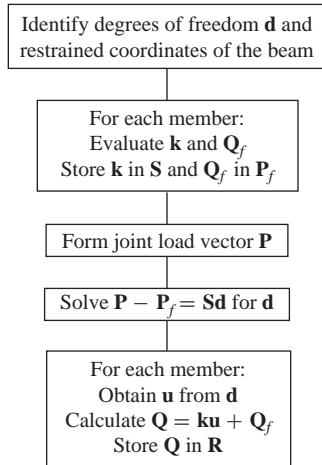 Identify degrees of freedom d and
restrained coordinates of the beam
For each member:
Evaluate k and Q_f
Store k in S and Q_f in P_f
Form joint load vector P
Solve P − P_f = Sd for d
For each member:
Obtain u from d
Calculate Q = ku + Q_f
Store Q in R